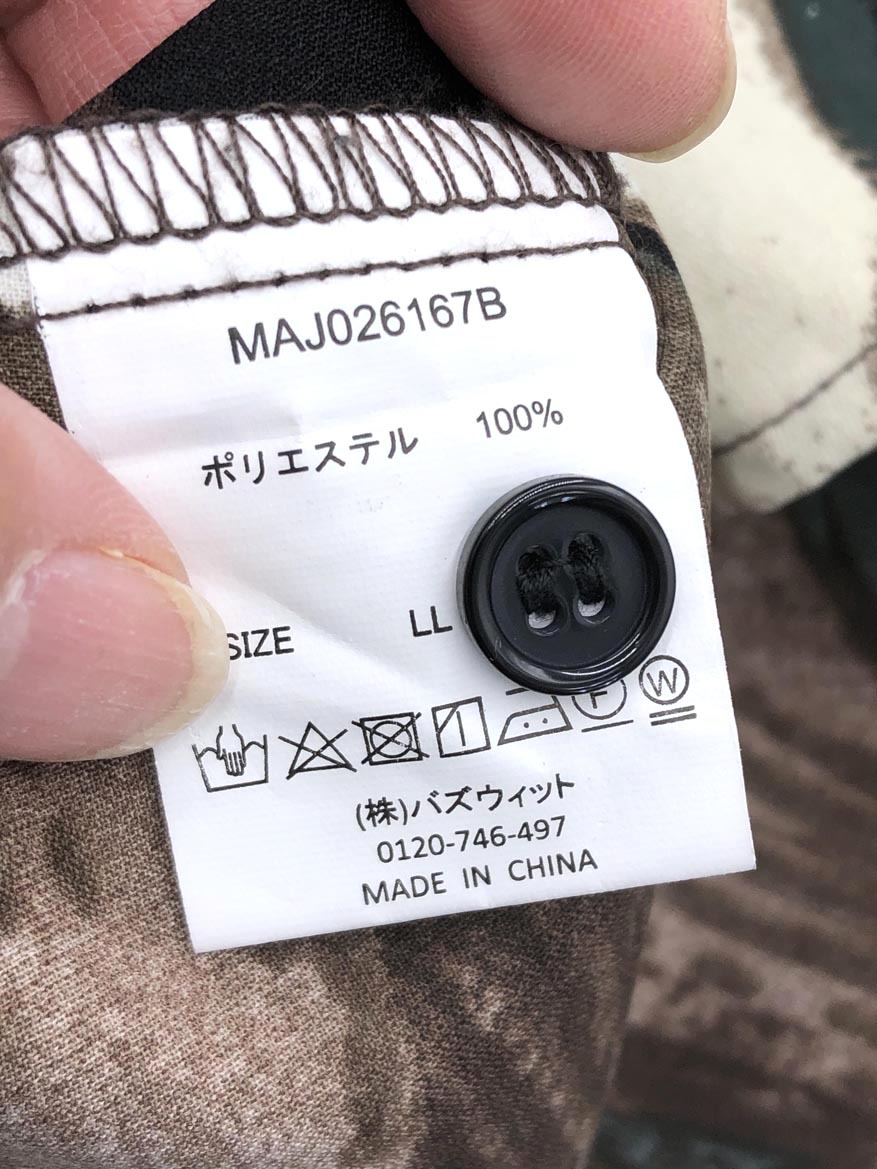 MAJ026167B
ポリエステル 100%
SIZE LL
F W
(株)バズウィット
0120-746-497
MADE IN CHINA